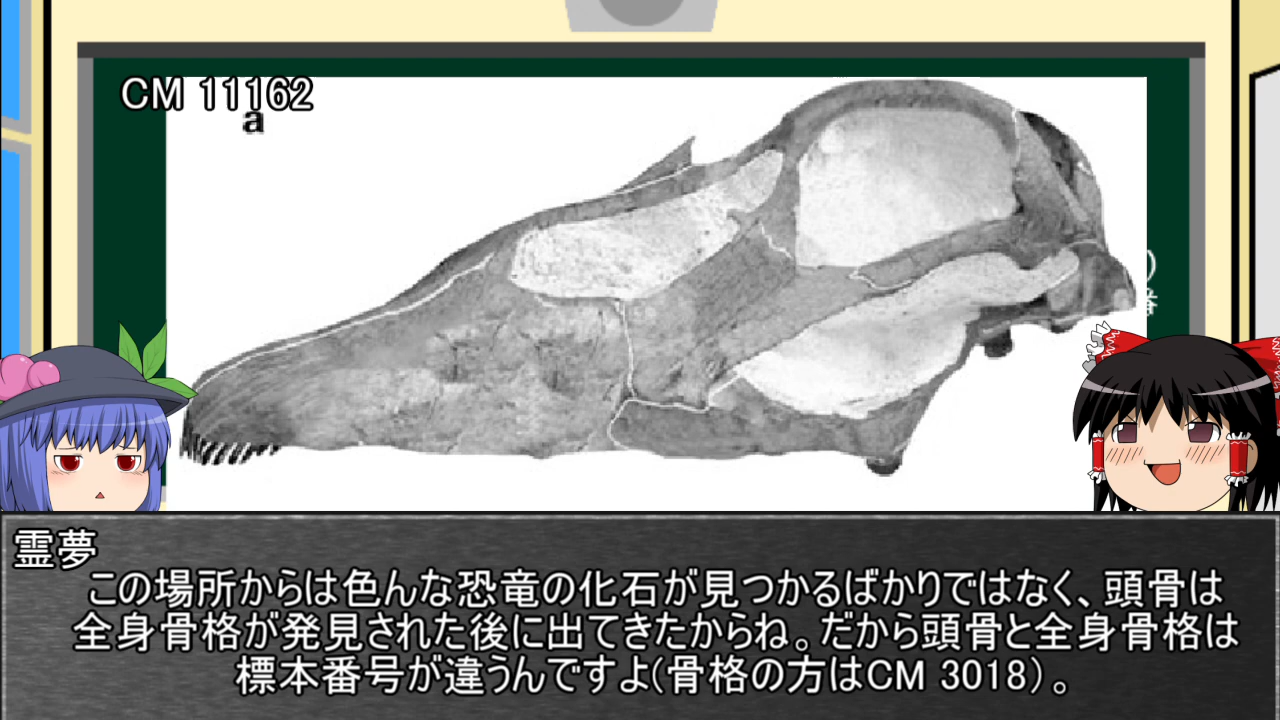 CM 11162
a
霊夢
この場所からは色んな恐竜の化石が見つかるばかりではなく、頭骨は
全身骨格が発見された後に出てきたからね。だから頭骨と全身骨格は
標本番号が違うんですよ(骨格の方はCM 3018)。